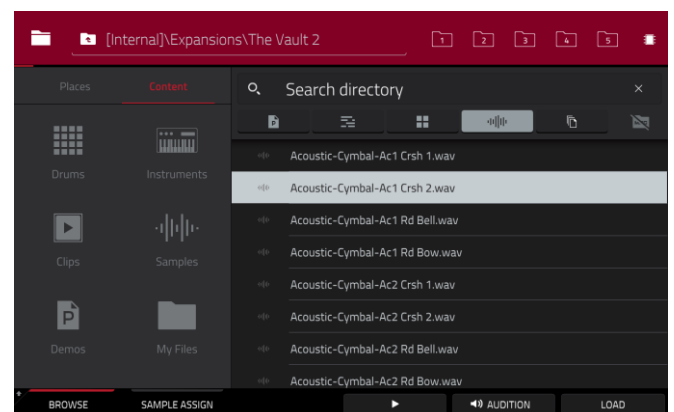 [Internal]\Expansions\The Vault 2
1 2 3 4 5
Places Content
Search directory ×
P
Drums Instruments
Clips Samples
P
Demos My Files
Acoustic-Cymbal-Ac1 Crsh 1.wav
Acoustic-Cymbal-Ac1 Crsh 2.wav
Acoustic-Cymbal-Ac1 Rd Bell.wav
Acoustic-Cymbal-Ac1 Rd Bow.wav
Acoustic-Cymbal-Ac2 Crsh 1.wav
Acoustic-Cymbal-Ac2 Crsh 2.wav
Acoustic-Cymbal-Ac2 Rd Bell.wav
Acoustic-Cymbal-Ac2 Rd Bow.wav
BROWSE SAMPLE ASSIGN AUDITION LOAD